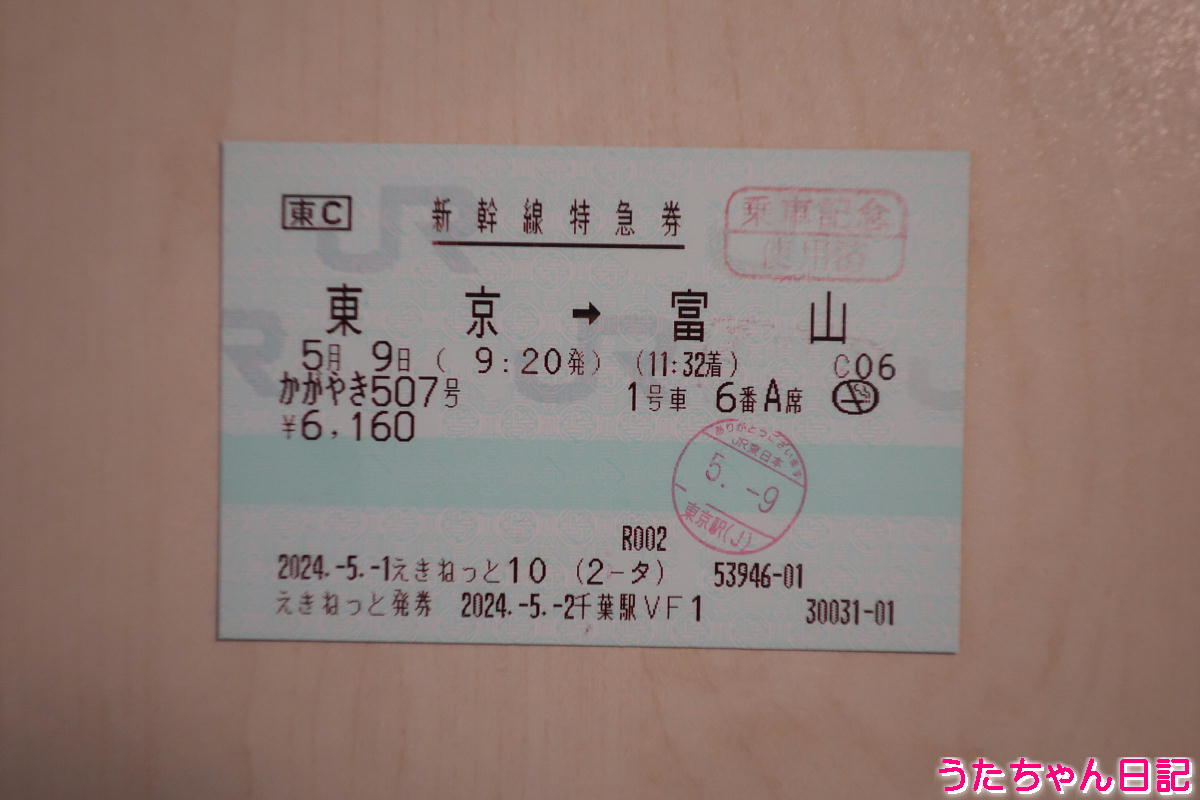 東C 新幹線特急券
乗車記念
使用済
東京 ➡ 富山
5月 9日 ( 9:20発) (11:32着) C06
かがやき507号 1号車 6番A席
¥6,160
ありがとうございます
JR東日本
5.-9
東京駅(J)
R002
2024.-5.-1えきねっと10 (2-タ) 53946-01
えきねっと発券 2024.-5.-2千葉駅VF1 30031-01
うたちゃん日記